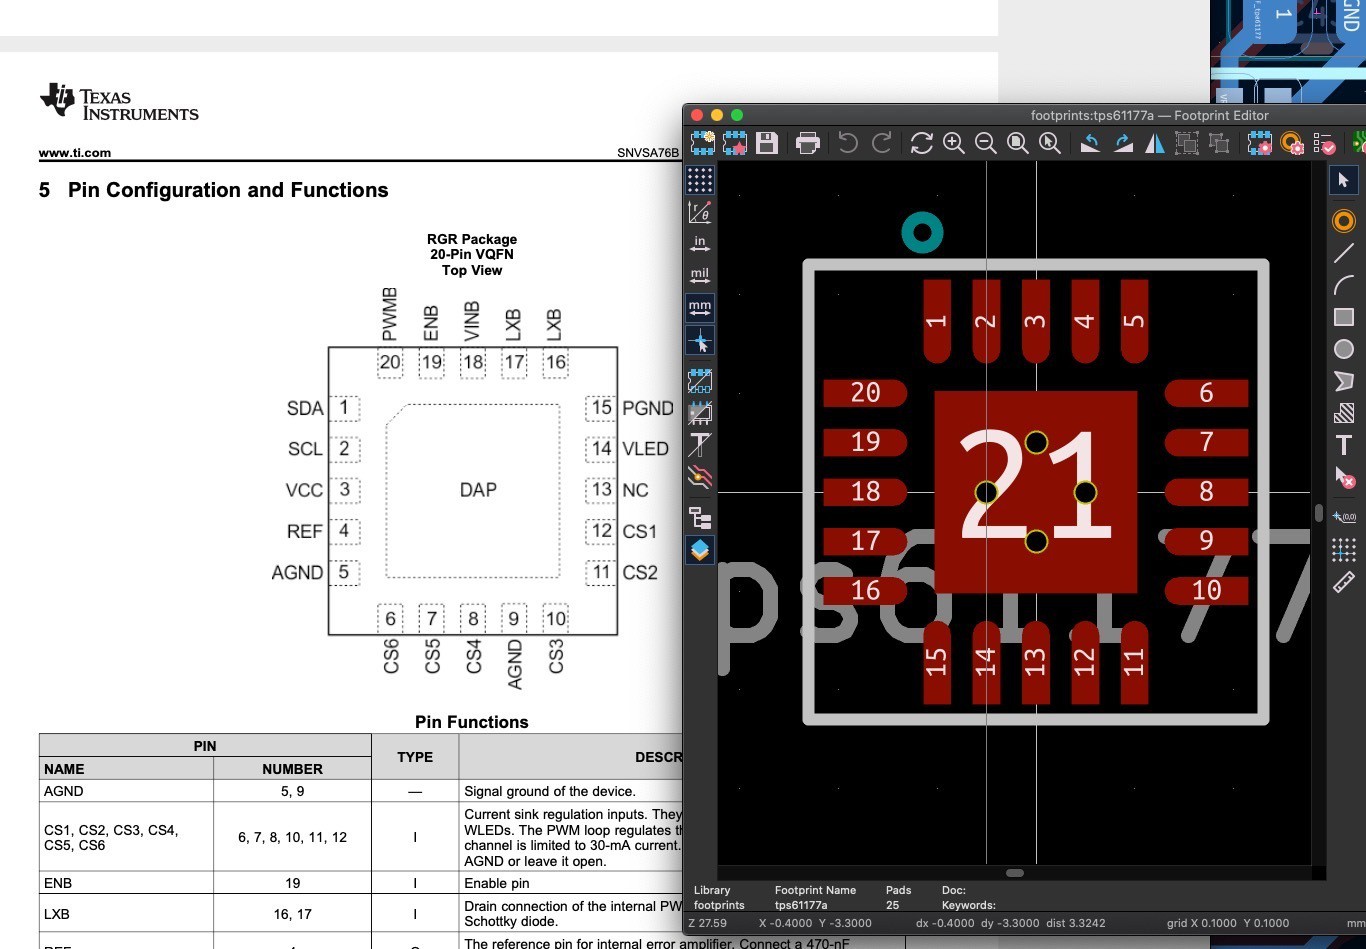 TEXAS
INSTRUMENTS
www.ti.com
SNVSA76B
5 Pin Configuration and Functions
RGR Package
20-Pin VQFN
Top View
PWMB
ENB
VINB
LXB
LXB
20 19 18 17 16
SDA 1
SCL 2
VCC 3
REF 4
AGND 5
DAP
15 PGND
14 VLED
13 NC
12 CS1
11 CS2
6 7 8 9 10
CS6
CS5
CS4
AGND
CS3
Pin Functions
PIN
TYPE
DESCR
NAME
NUMBER
AGND
5, 9
—
Signal ground of the device.
CS1, CS2, CS3, CS4,
CS5, CS6
6, 7, 8, 10, 11, 12
I
Current sink regulation inputs. They
WLEDs. The PWM loop regulates
channel is limited to 30-mA current.
AGND or leave it open.
ENB
19
I
Enable pin
LXB
16, 17
I
Drain connection of the internal PW
Schottky diode.
The reference pin for internal error amplifier. Connect a 470-nF
1
GND
footprints:tps61177a — Footprint Editor
in
mil
mm
1 2 3 4 5
20
19
18
17
16
21
6
7
8
9
10
15 14 13 12 11
ps61177
T
(0,0)
Library
footprints
Footprint Name
tps61177a
Pads
25
Doc:
Keywords:
Z 27.59
X -0.4000 Y -3.3000
dx -0.4000 dy -3.3000 dist 3.3242
grid X 0.1000 Y 0.1000
mm